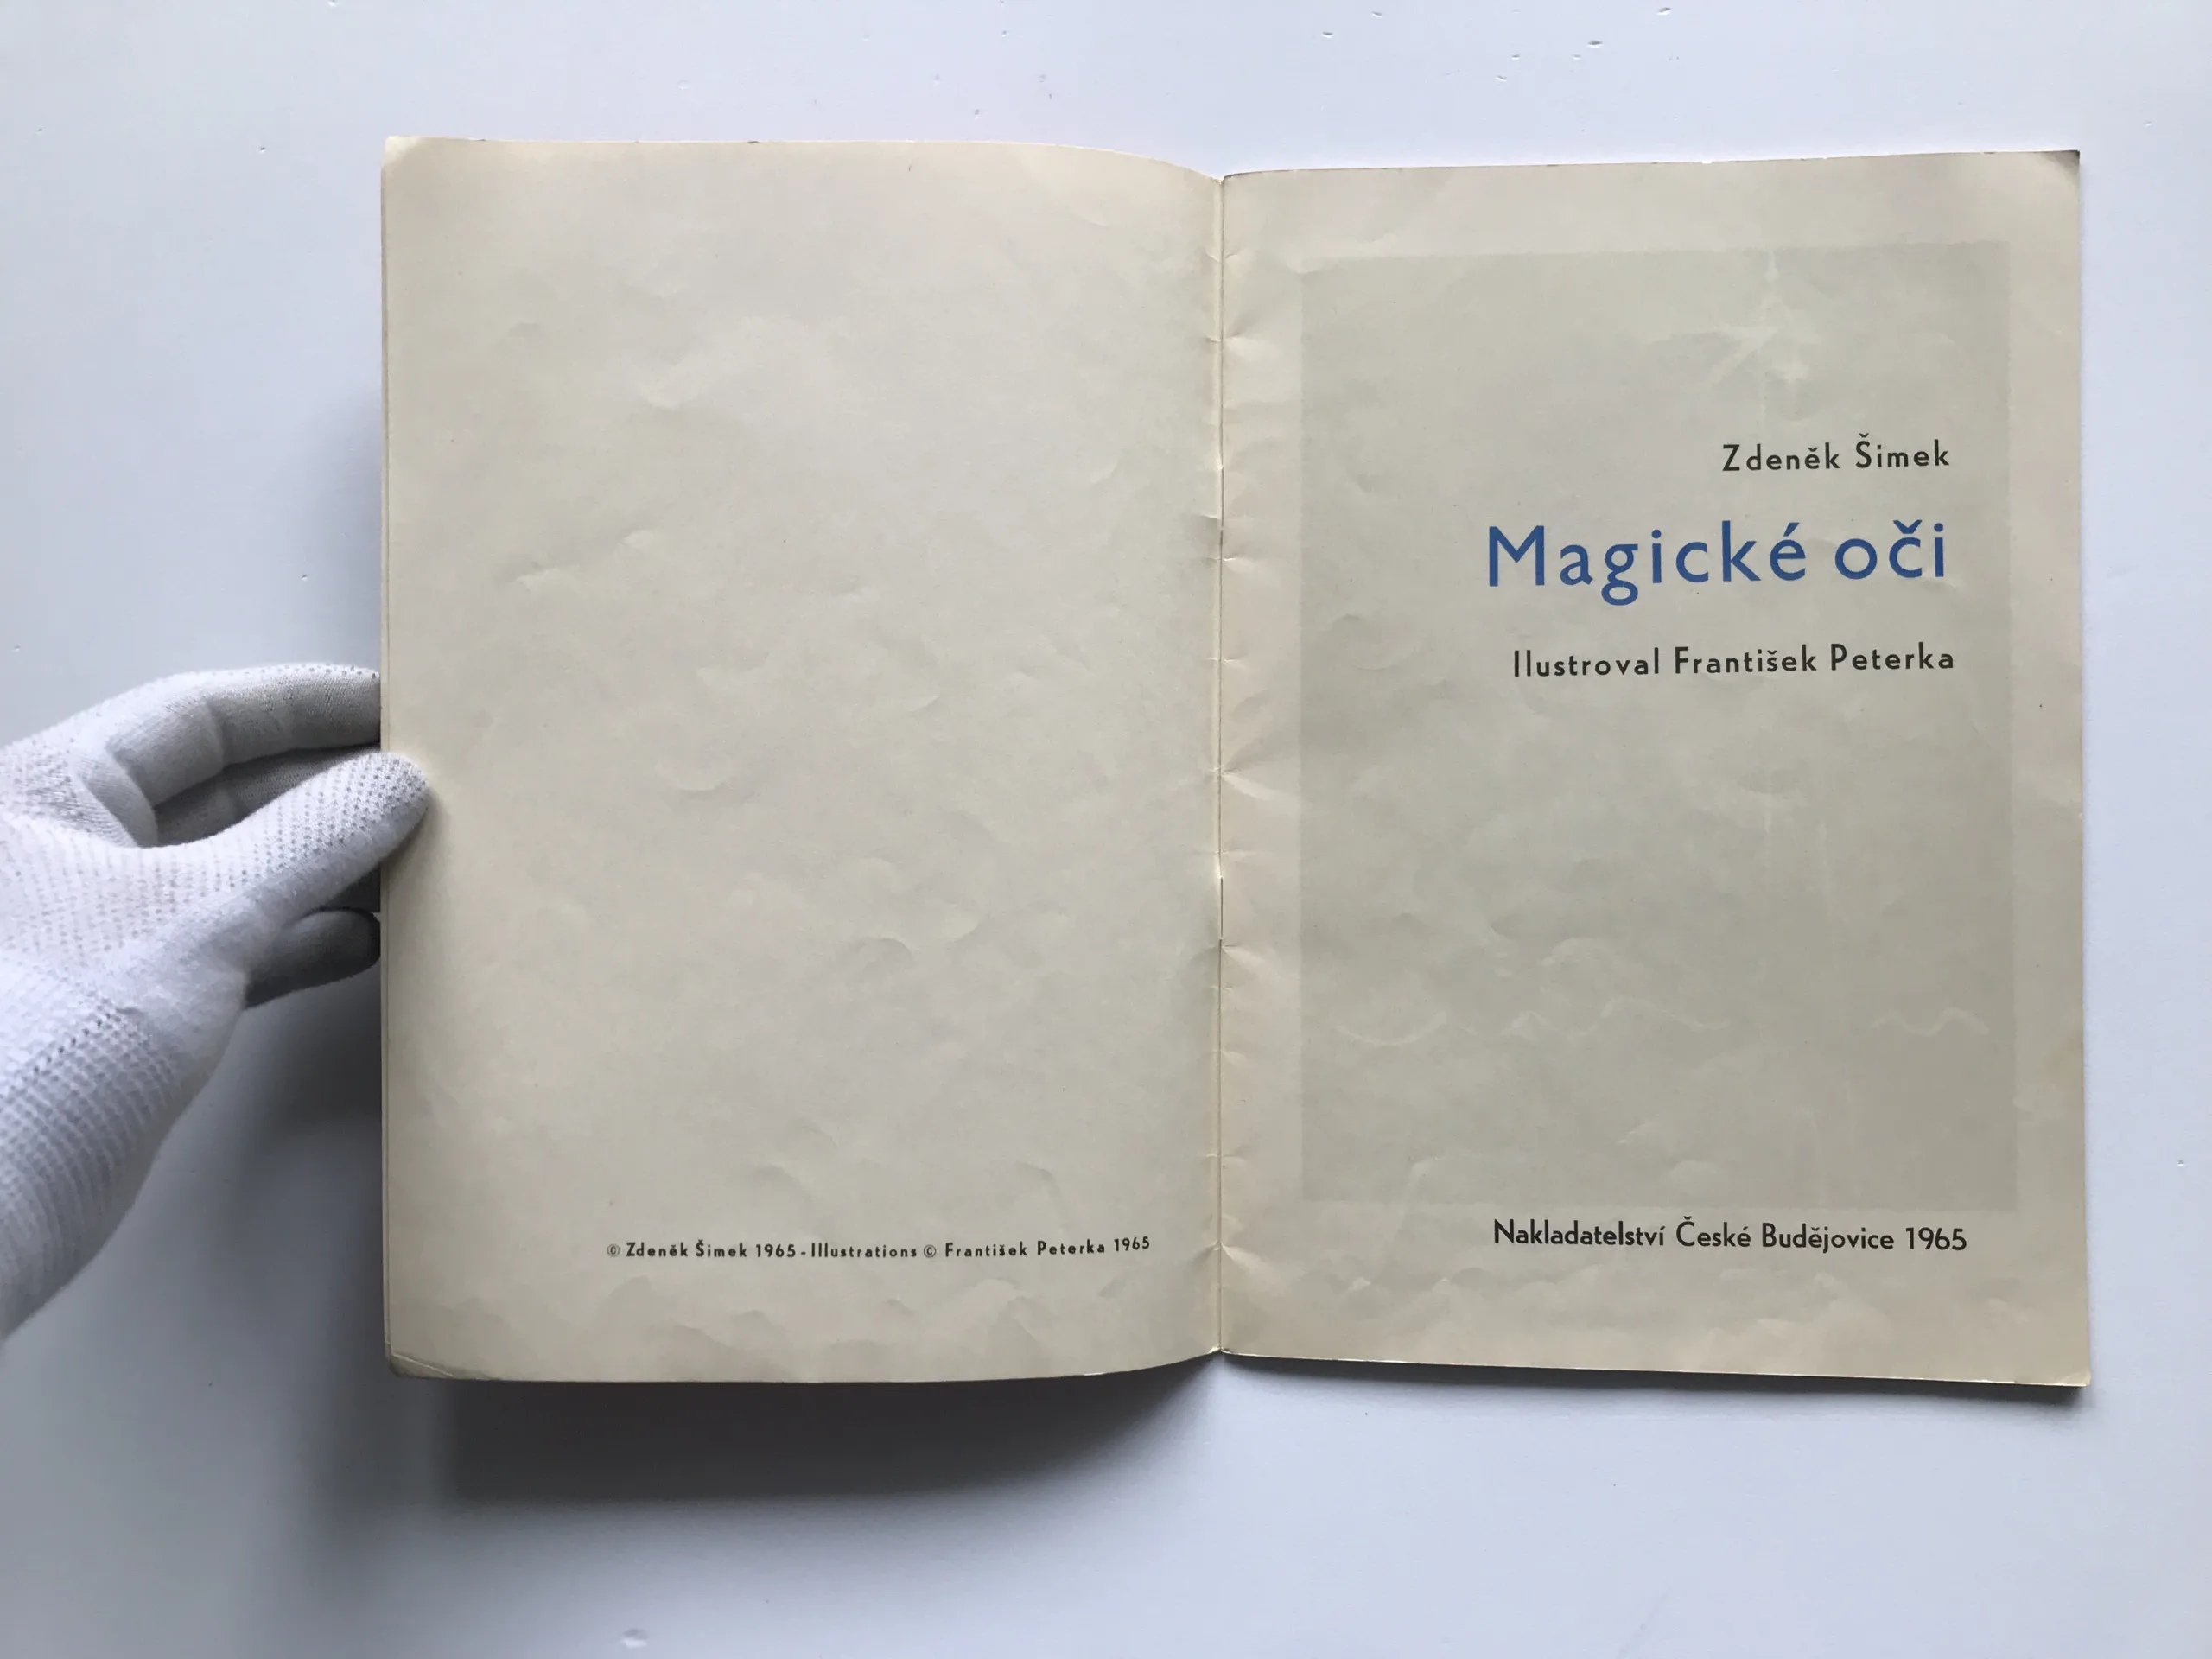 © Zdeněk Šimek 1965 - Illustrations © František Peterka 1965
Zdeněk Šimek
Magické oči
Ilustroval František Peterka
Nakladatelství České Budějovice 1965